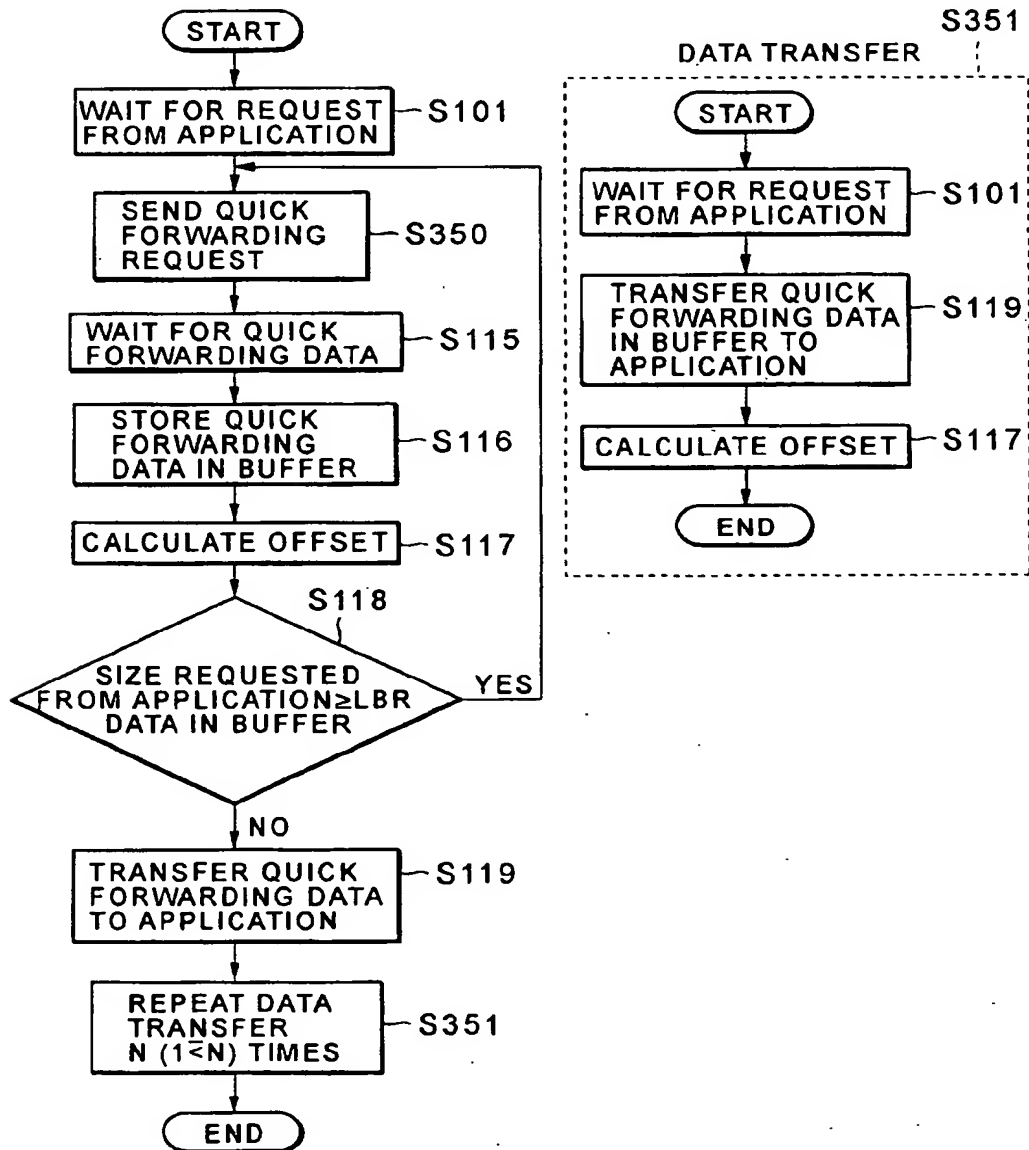 START
WAIT FOR REQUEST
FROM APPLICATION
S101
SEND QUICK
FORWARDING
REQUEST
S350
WAIT FOR QUICK
FORWARDING DATA
S115
STORE QUICK
FORWARDING
DATA IN BUFFER
S116
CALCULATE OFFSET
S117
S118
SIZE REQUESTED
FROM APPLICATION≥LBR
DATA IN BUFFER
YES
NO
TRANSFER QUICK
FORWARDING DATA
TO APPLICATION
S119
REPEAT DATA
TRANSFER
N (1≦N) TIMES
S351
END
S351
DATA TRANSFER
START
WAIT FOR REQUEST
FROM APPLICATION
S101
TRANSFER QUICK
FORWARDING DATA
IN BUFFER TO
APPLICATION
S119
CALCULATE OFFSET
S117
END